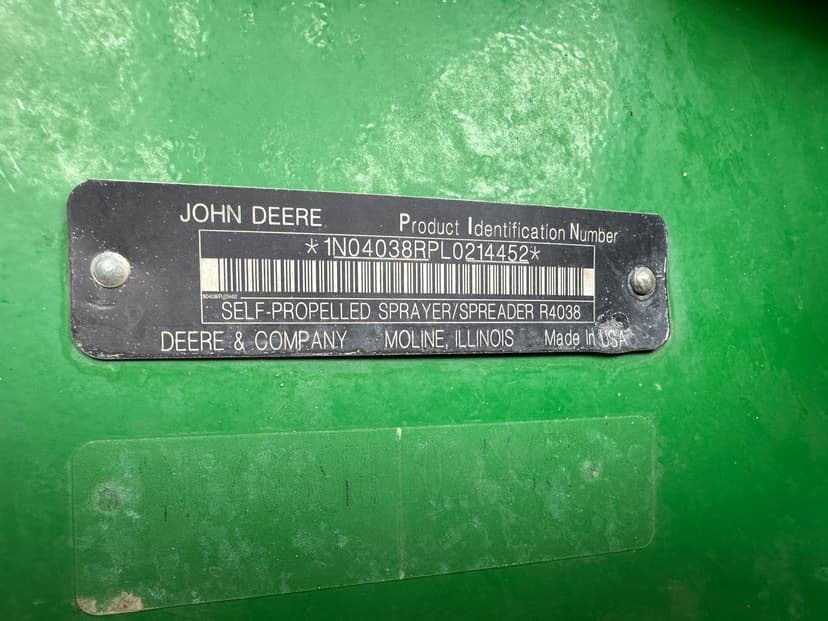 JOHN DEERE Product Identification Number
*1N04038RPL0214452*
SELF-PROPELLED SPRAYER/SPREADER R4038
DEERE & COMPANY MOLINE, ILLINOIS Made In USA